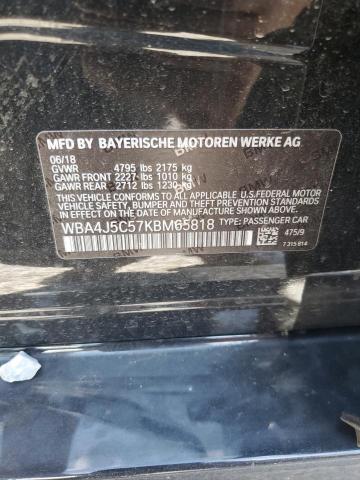 MFD BY BAYERISCHE MOTOREN WERKE AG
06/18
GVWR 4795 lbs 2175 kg
GAWR FRONT 2227 lbs 1010 kg
GAWR REAR 2712 lbs 1230 kg
THIS VEHICLE CONFORMS TO ALL APPLICABLE U.S.FEDERAL MOTOR
VEHICLE SAFETY, BUMPER AND THEFT PREVENTION STANDARDS IN
EFFECT ON THE DATE OF MANUFACTURE SHOWN ABOVE.
WBA4J5C57KBM65818 TYPE: PASSENGER CAR
475/9
7 315 814